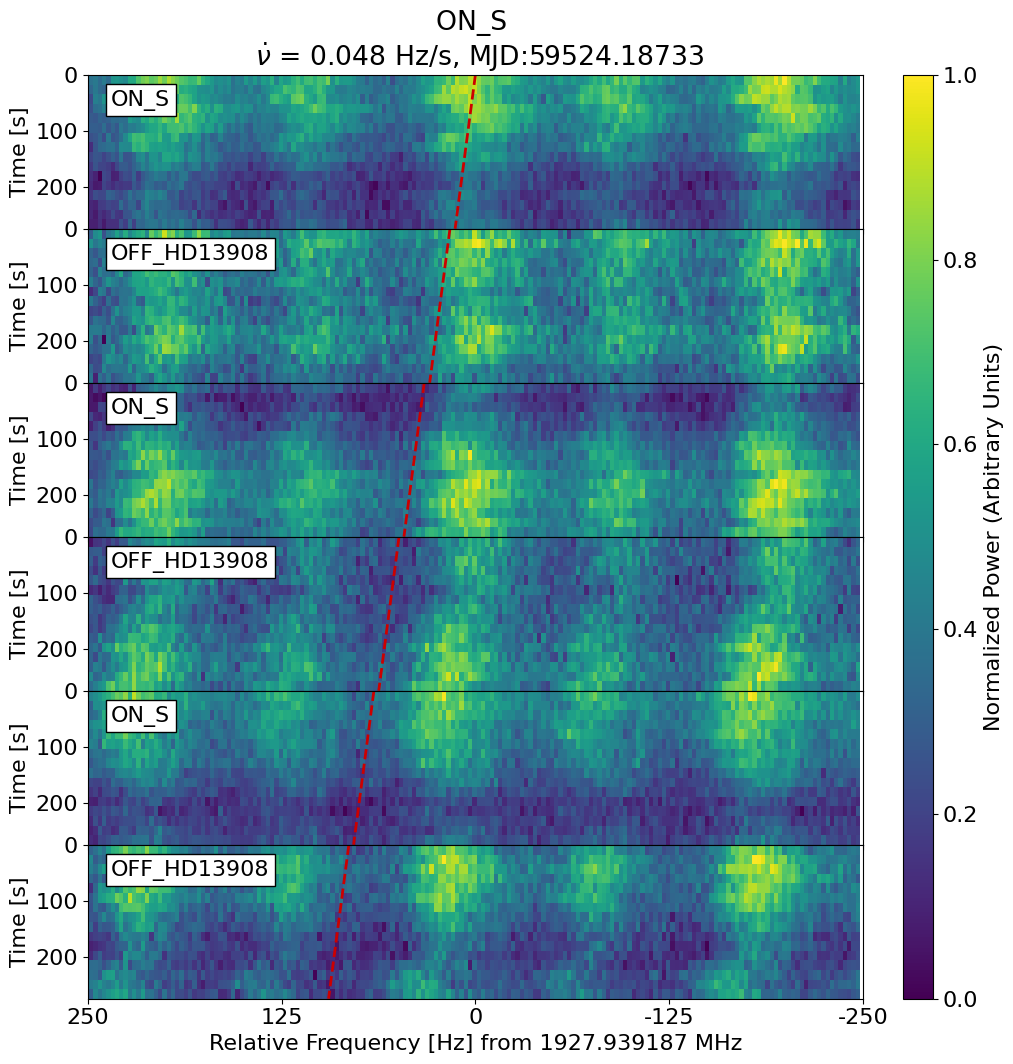 ON_S
ν̇ = 0.048 Hz/s, MJD:59524.18733
0
ON_S
Time [s]
100
200
0
OFF_HD13908
Time [s]
100
200
0
ON_S
Time [s]
100
200
0
OFF_HD13908
Time [s]
100
200
0
ON_S
Time [s]
100
200
0
OFF_HD13908
Time [s]
100
200
250 125 0 -125 -250
Relative Frequency [Hz] from 1927.939187 MHz
1.0
0.8
0.6
0.4
0.2
0.0
Normalized Power (Arbitrary Units)